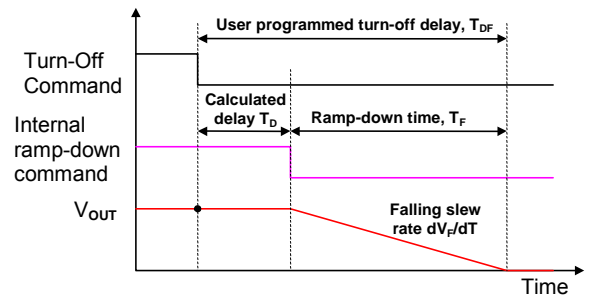 User programmed turn-off delay, TDF
Turn-Off
Command
Calculated
delay TD
Ramp-down time, TF
Internal
ramp-down
command
VOUT
Falling slew
rate dVF/dT
Time